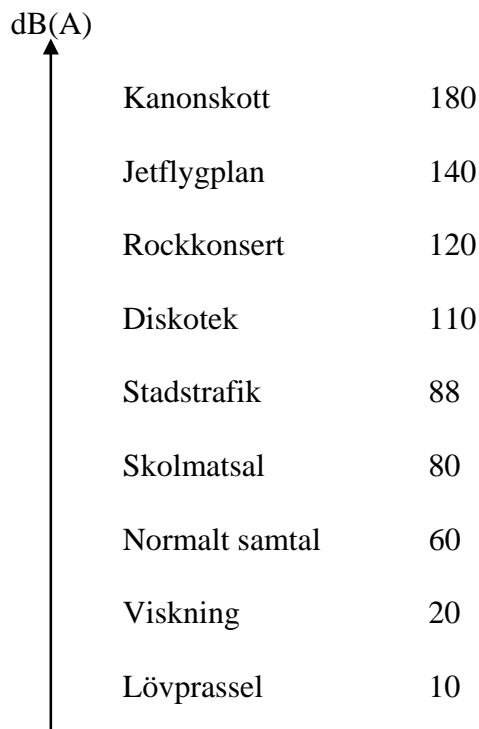 dB(A)
Kanonskott 180
Jetflygplan 140
Rockkonsert 120
Diskotek 110
Stadstrafik 88
Skolmatsal 80
Normalt samtal 60
Viskning 20
Lövprassel 10